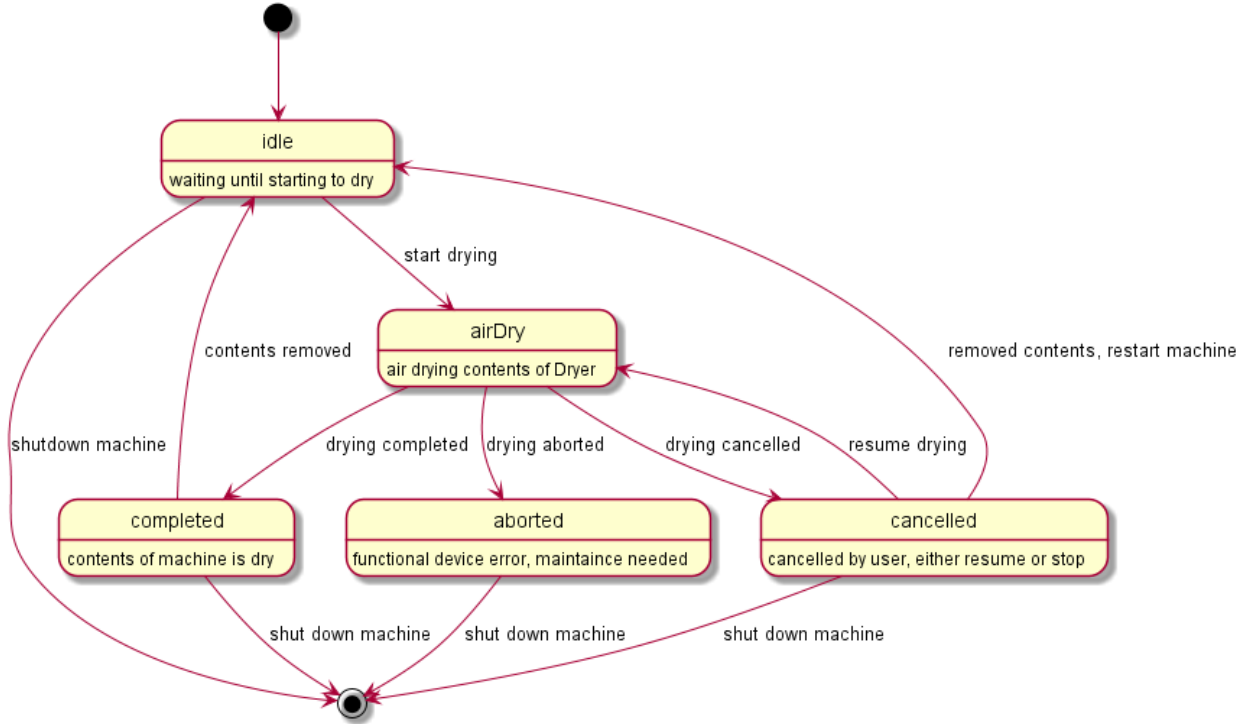 idle
waiting until starting to dry
start drying
airDry
air drying contents of Dryer
contents removed
removed contents, restart machine
shutdown machine
drying completed
drying aborted
drying cancelled
resume drying
completed
contents of machine is dry
aborted
functional device error, maintaince needed
cancelled
cancelled by user, either resume or stop
shut down machine
shut down machine
shut down machine